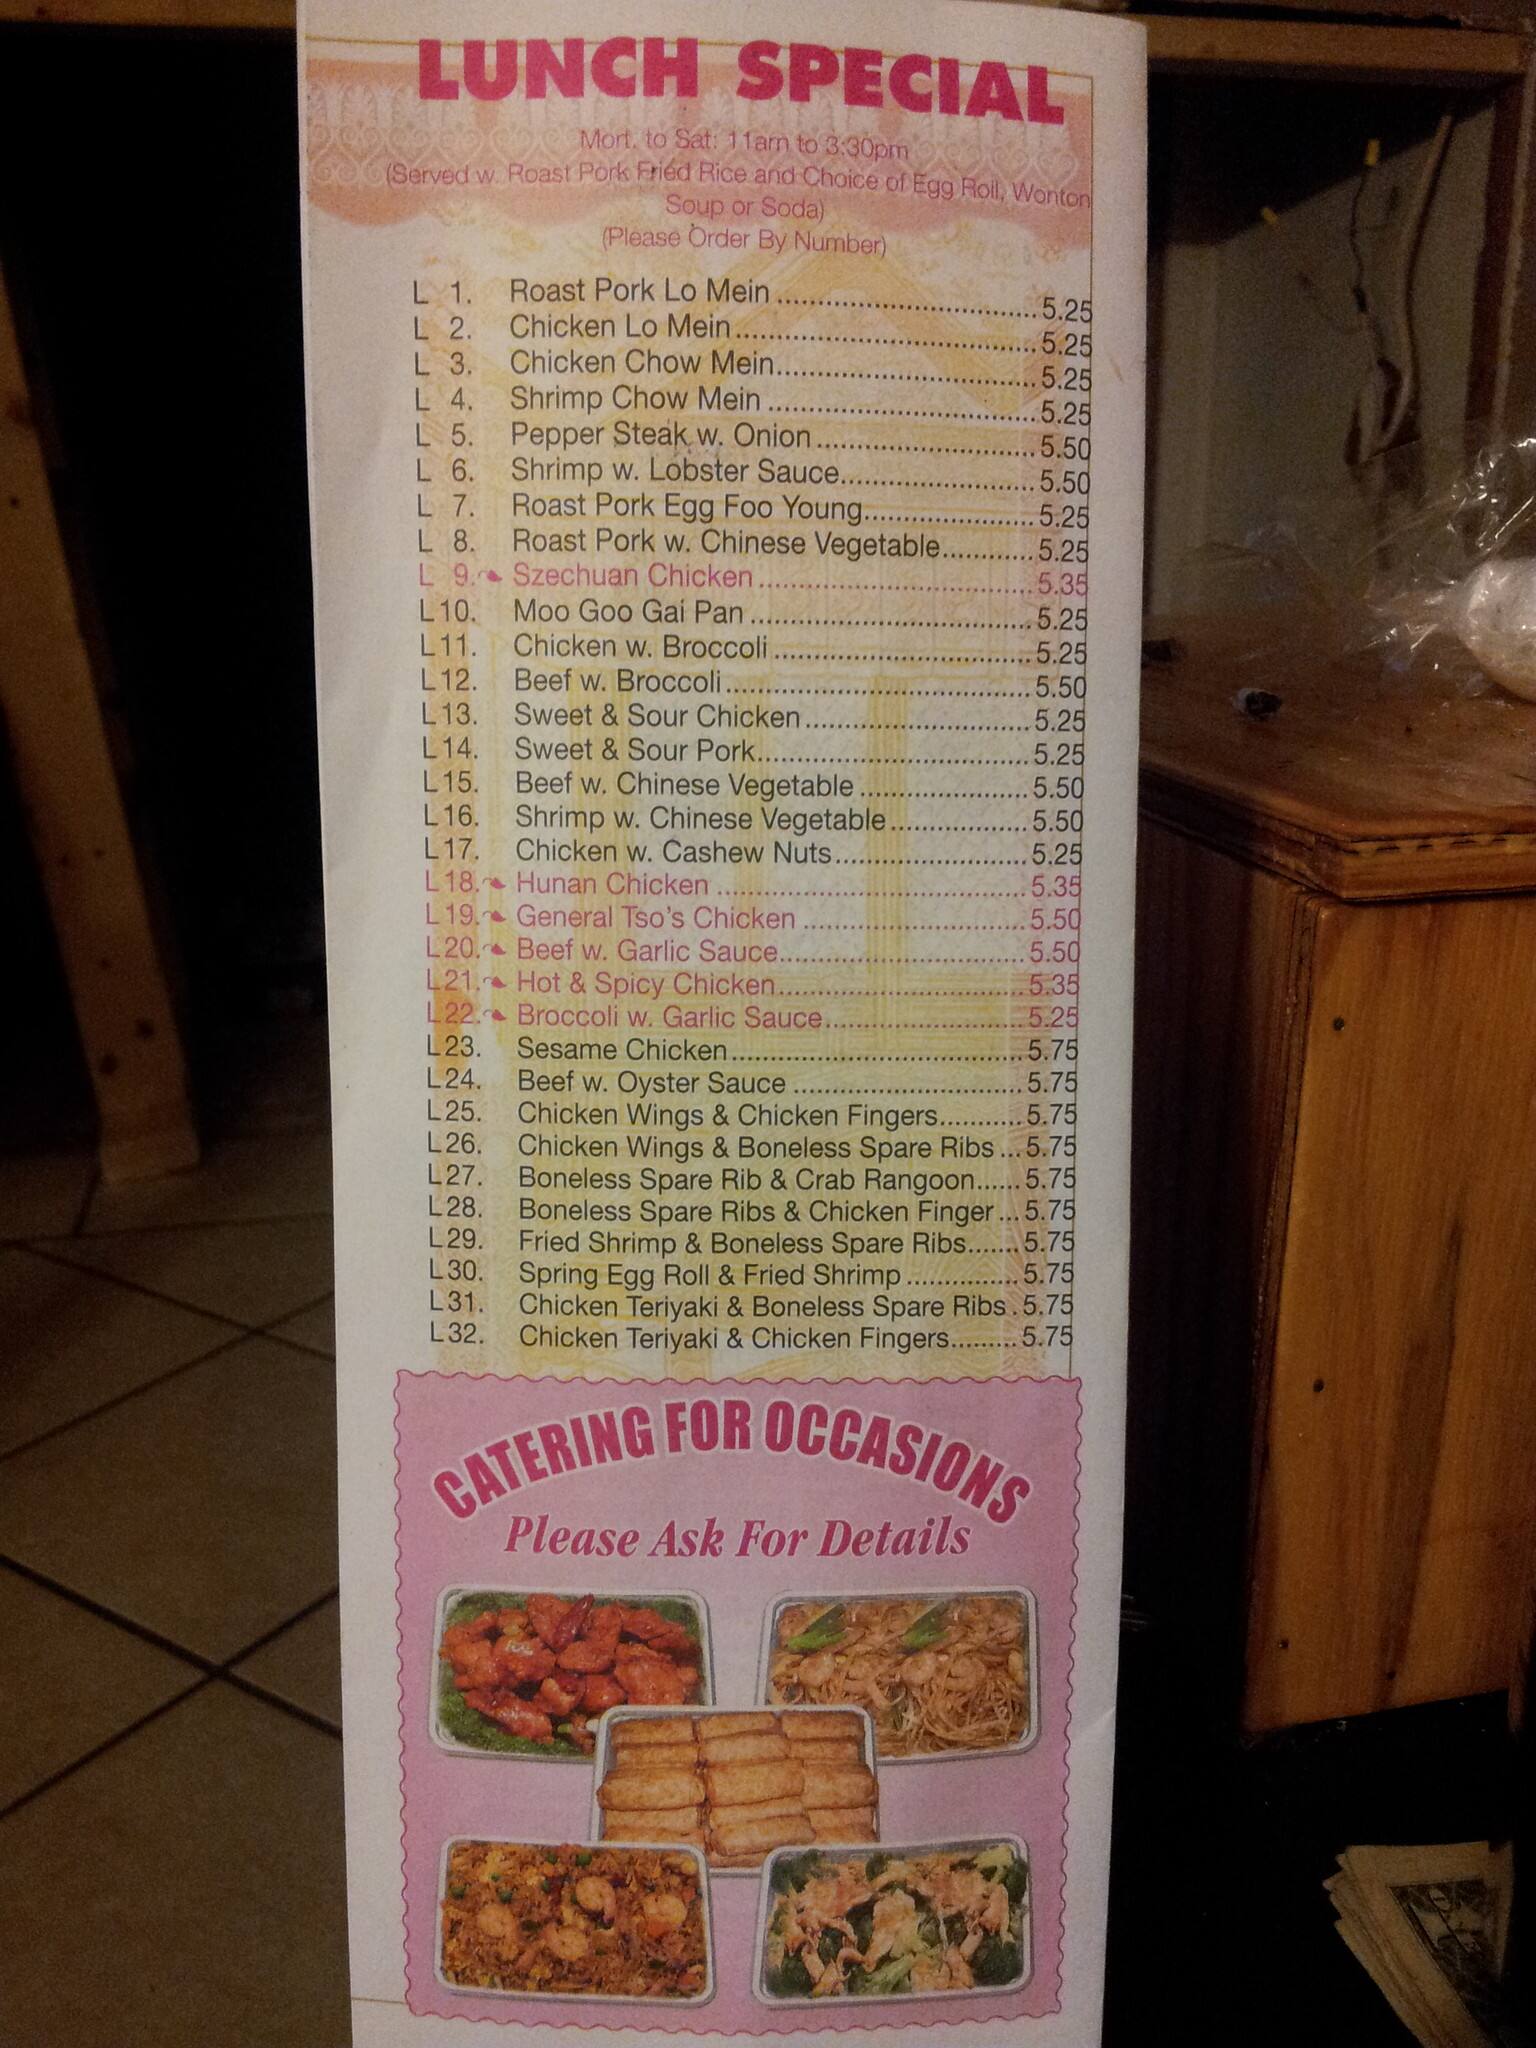 LUNCH SPECIAL
Mon. to Sat: 11am to 3:30pm
(Served w. Roast Pork Fried Rice and Choice of Egg Roll, Wonton
Soup or Soda)
(Please Order By Number)
L 1. Roast Pork Lo Mein ........ 5.25
L 2. Chicken Lo Mein ........ 5.25
L 3. Chicken Chow Mein ........ 5.25
L 4. Shrimp Chow Mein ........ 5.25
L 5. Pepper Steak w. Onion ........ 5.50
L 6. Shrimp w. Lobster Sauce ........ 5.50
L 7. Roast Pork Egg Foo Young ........ 5.25
L 8. Roast Pork w. Chinese Vegetable ........ 5.25
L 9. Szechuan Chicken ........ 5.35
L10. Moo Goo Gai Pan ........ 5.25
L11. Chicken w. Broccoli ........ 5.25
L12. Beef w. Broccoli ........ 5.50
L13. Sweet & Sour Chicken ........ 5.25
L14. Sweet & Sour Pork ........ 5.25
L15. Beef w. Chinese Vegetable ........ 5.50
L16. Shrimp w. Chinese Vegetable ........ 5.50
L17. Chicken w. Cashew Nuts ........ 5.25
L18. Hunan Chicken ........ 5.35
L19. General Tso's Chicken ........ 5.50
L20. Beef w. Garlic Sauce ........ 5.50
L21. Hot & Spicy Chicken ........ 5.35
L22. Broccoli w. Garlic Sauce ........ 5.25
L23. Sesame Chicken ........ 5.75
L24. Beef w. Oyster Sauce ........ 5.75
L25. Chicken Wings & Chicken Fingers ........ 5.75
L26. Chicken Wings & Boneless Spare Ribs ... 5.75
L27. Boneless Spare Rib & Crab Rangoon ...... 5.75
L28. Boneless Spare Ribs & Chicken Finger ... 5.75
L29. Fried Shrimp & Boneless Spare Ribs ....... 5.75
L30. Spring Egg Roll & Fried Shrimp ........ 5.75
L31. Chicken Teriyaki & Boneless Spare Ribs . 5.75
L32. Chicken Teriyaki & Chicken Fingers ......... 5.75
CATERING FOR OCCASIONS
Please Ask For Details